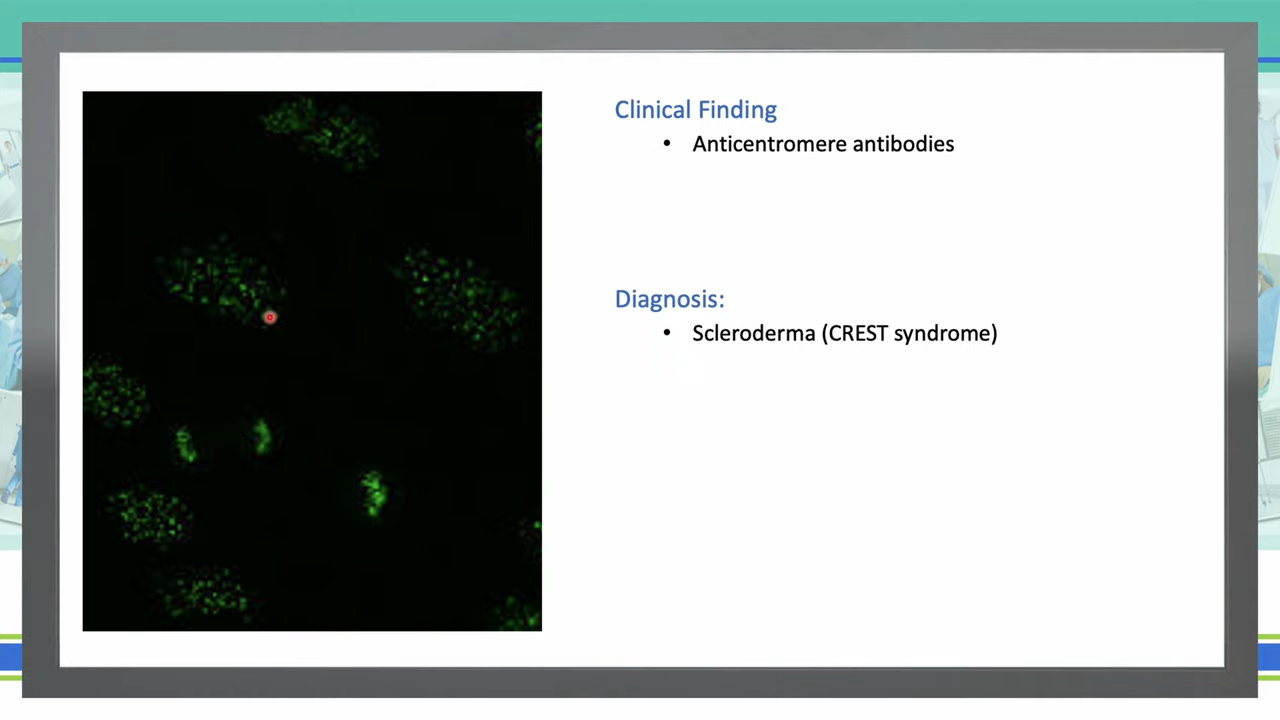 Clinical Finding
• Anticentromere antibodies
Diagnosis:
• Scleroderma (CREST syndrome)